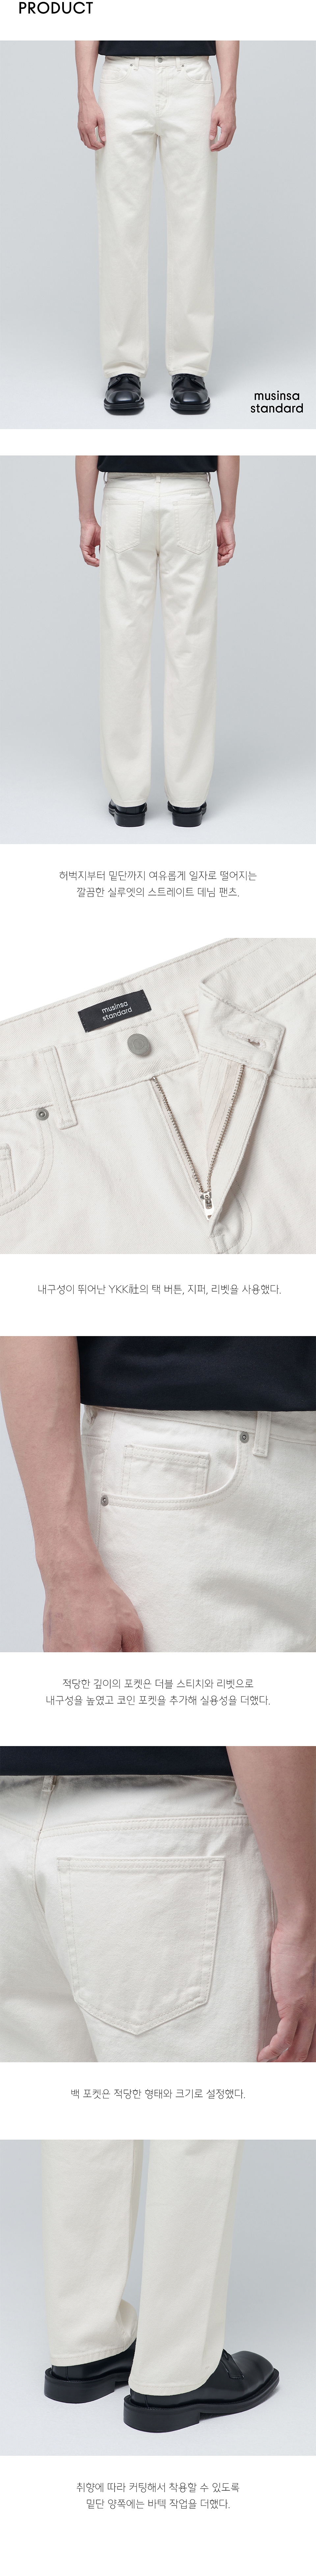 PRODUCT
musinsa
standard
허벅지부터 밑단까지 여유롭게 일자로 떨어지는
깔끔한 실루엣의 스트레이트 데님 팬츠.
musinsa
standard
내구성이 뛰어난 YKK社의 택 버튼, 지퍼, 리벳을 사용했다.
적당한 깊이의 포켓은 더블 스티치와 리벳으로
내구성을 높였고 코인 포켓을 추가해 실용성을 더했다.
백 포켓은 적당한 형태와 크기로 설정했다.
취향에 따라 커팅해서 착용할 수 있도록
밑단 양쪽에는 바텍 작업을 더했다.